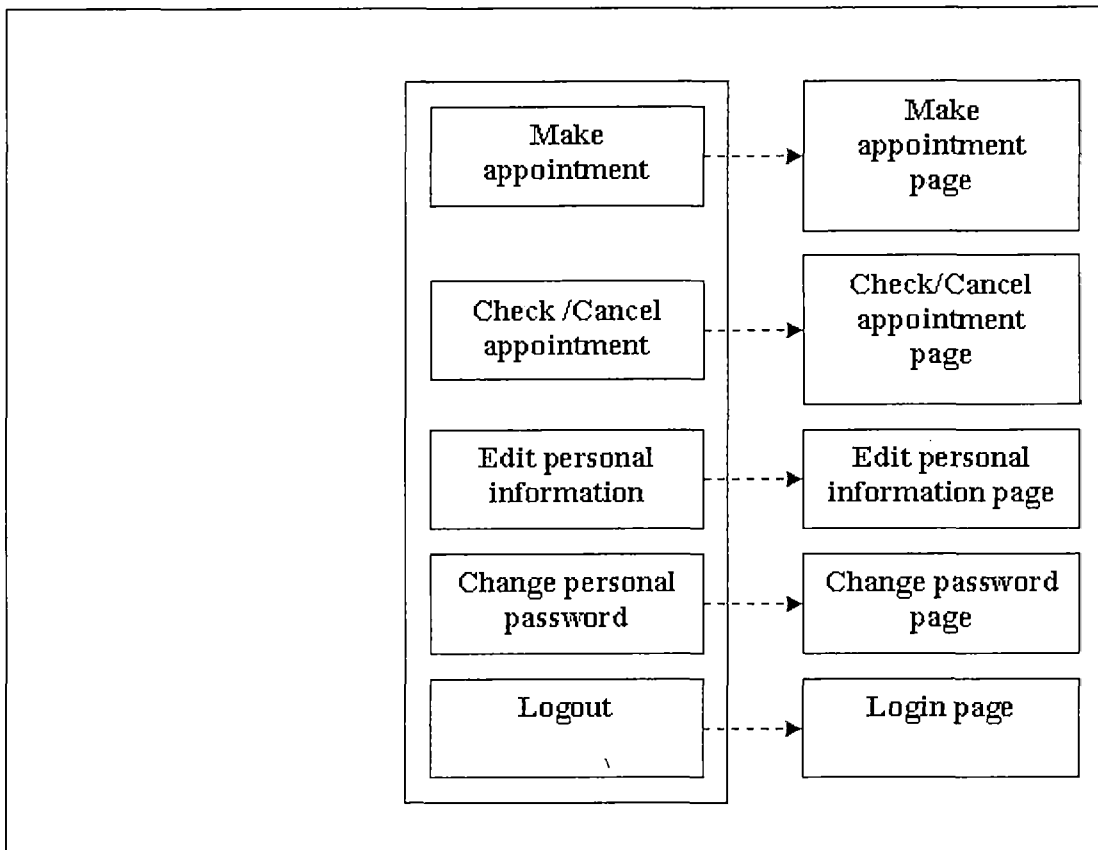 Make
appointment
Make
appointment
page
Check /Cancel
appointment
Check/Cancel
appointment
page
Edit personal
information
Edit personal
information page
Change personal
password
Change password
page
Logout
Login page